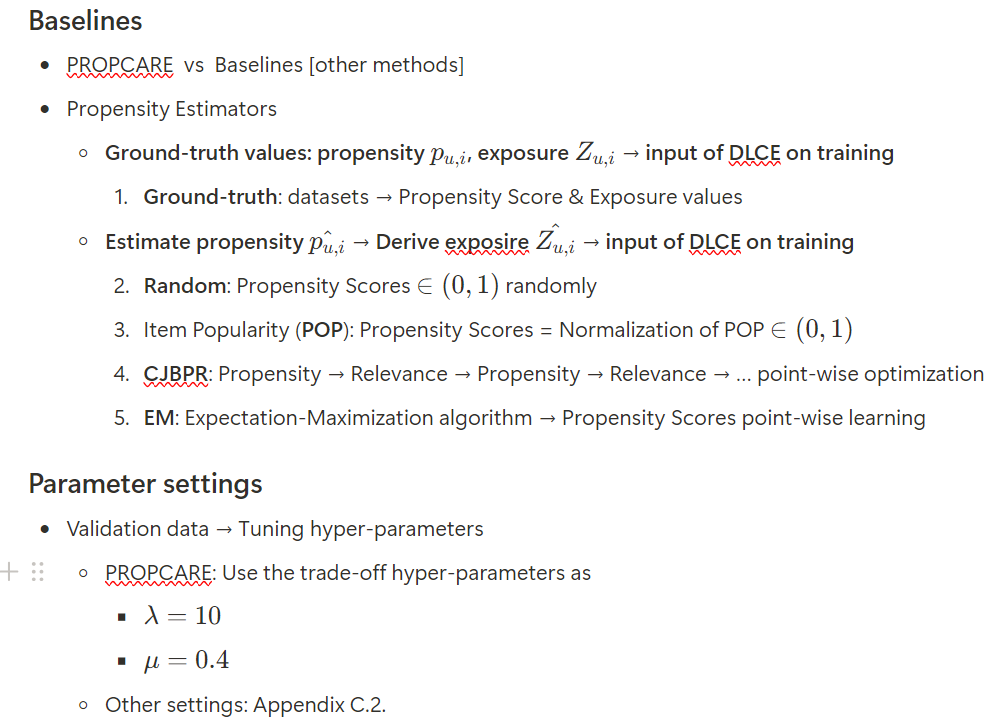 Baselines
• PROPCARE vs Baselines [other methods]
• Propensity Estimators
◦ Ground-truth values: propensity $p_{u,i}$, exposure $Z_{u,i}$ → input of DLCE on training
1. Ground-truth: datasets → Propensity Score & Exposure values
◦ Estimate propensity $\hat{p_{u,i}}$ → Derive exposire $\hat{Z_{u,i}}$ → input of DLCE on training
2. Random: Propensity Scores ∈ (0, 1) randomly
3. Item Popularity (POP): Propensity Scores = Normalization of POP ∈ (0, 1)
4. CJBPR: Propensity → Relevance → Propensity → Relevance → ... point-wise optimization
5. EM: Expectation-Maximization algorithm → Propensity Scores point-wise learning
Parameter settings
• Validation data → Tuning hyper-parameters
◦ PROPCARE: Use the trade-off hyper-parameters as
▪ λ = 10
▪ μ = 0.4
◦ Other settings: Appendix C.2.